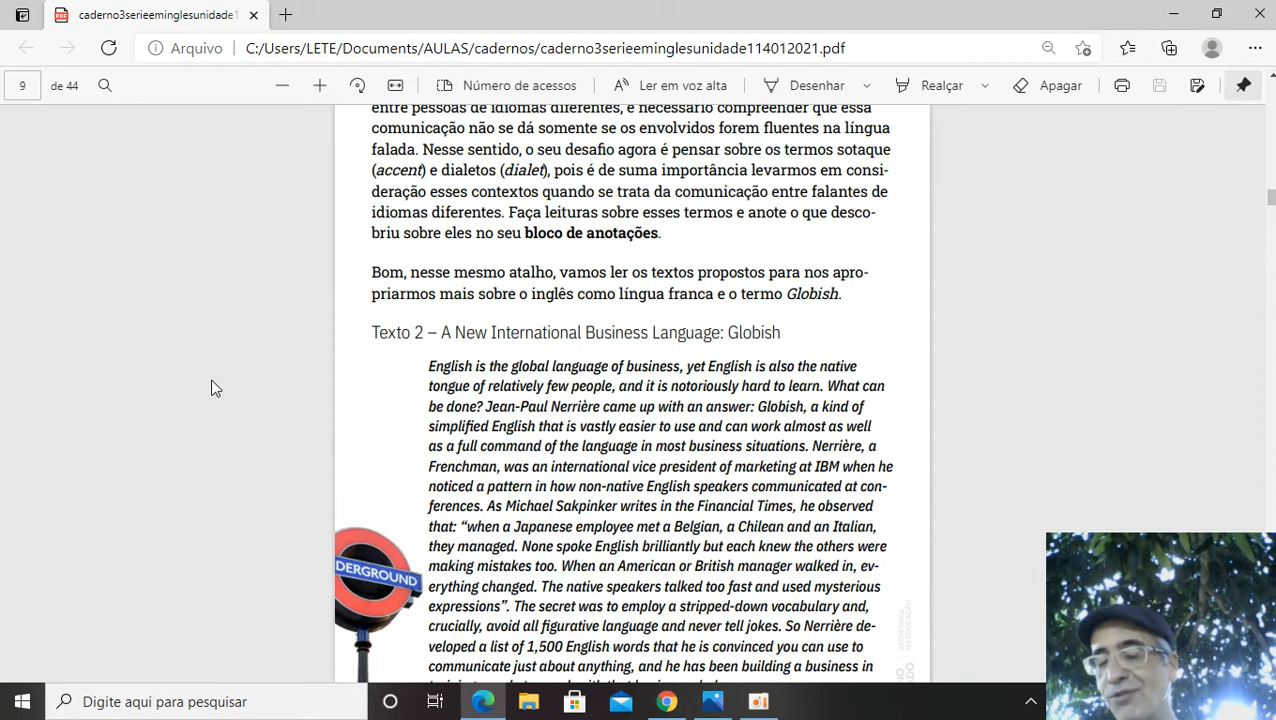 caderno3serieeminglesunidade1
Arquivo
C:/Users/LETE/Documents/AULAS/cadernos/caderno3serieeminglesunidade114012021.pdf
9 de 44
Número de acessos
Ler em voz alta
Desenhar
Realçar
Apagar
entre pessoas de idiomas diferentes, é necessário compreender que essa
comunicação não se dá somente se os envolvidos forem fluentes na língua
falada. Nesse sentido, o seu desafio agora é pensar sobre os termos sotaque
(accent) e dialetos (dialet), pois é de suma importância levarmos em consi-
deração esses contextos quando se trata da comunicação entre falantes de
idiomas diferentes. Faça leituras sobre esses termos e anote o que desco-
briu sobre eles no seu bloco de anotações.
Bom, nesse mesmo atalho, vamos ler os textos propostos para nos apro-
priarmos mais sobre o inglês como língua franca e o termo Globish.
Texto 2 – A New International Business Language: Globish
English is the global language of business, yet English is also the native
tongue of relatively few people, and it is notoriously hard to learn. What can
be done? Jean-Paul Nerrière came up with an answer: Globish, a kind of
simplified English that is vastly easier to use and can work almost as well
as a full command of the language in most business situations. Nerrière, a
Frenchman, was an international vice president of marketing at IBM when he
noticed a pattern in how non-native English speakers communicated at con-
ferences. As Michael Sakpinker writes in the Financial Times, he observed
that: “when a Japanese employee met a Belgian, a Chilean and an Italian,
they managed. None spoke English brilliantly but each knew the others were
making mistakes too. When an American or British manager walked in, ev-
erything changed. The native speakers talked too fast and used mysterious
expressions”. The secret was to employ a stripped-down vocabulary and,
crucially, avoid all figurative language and never tell jokes. So Nerrière de-
veloped a list of 1,500 English words that he is convinced you can use to
communicate just about anything, and he has been building a business in
DERGROUND
SECRETARIA
DA EDUCAÇÃO
Digite aqui para pesquisar